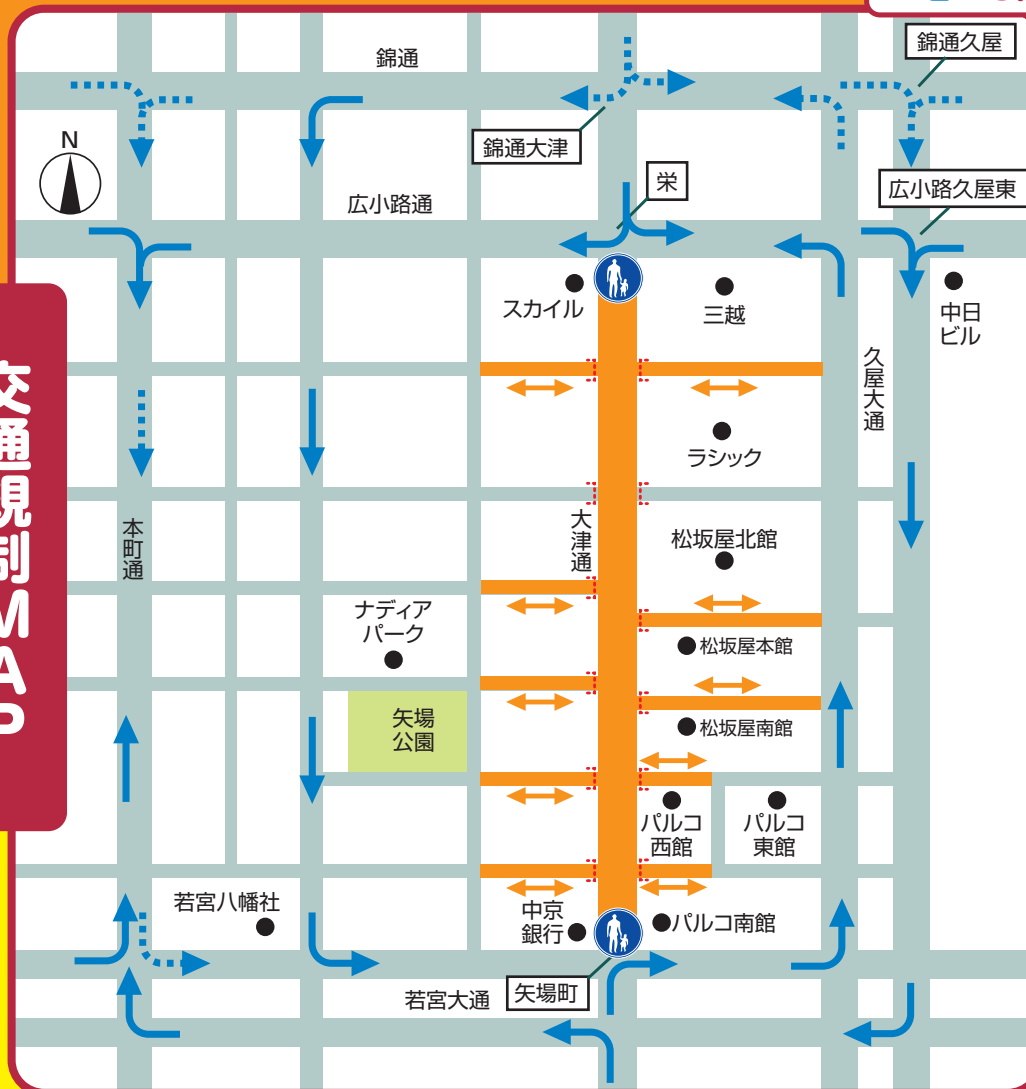 錦通久屋
錦通
錦通大津
N
栄
広小路久屋東
広小路通
スカイル
三越
中日
ビル
久屋大通
交通規制MAP
ラシック
大津通
本町通
松坂屋北館
ナディア
パーク
松坂屋本館
矢場
公園
松坂屋南館
パルコ
西館
パルコ
東館
若宮八幡社
中京
銀行
パルコ南館
若宮大通
矢場町